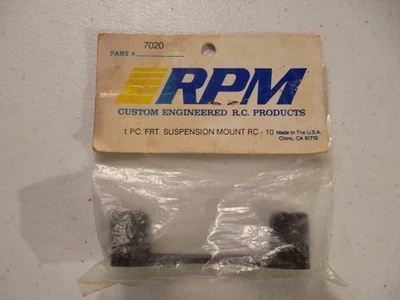 PART # 7020
RPM
CUSTOM ENGINEERED R.C. PRODUCTS
1 PC. FRT. SUSPENSION MOUNT RC - 10
Made In The U.S.A.
Chino, CA 91710